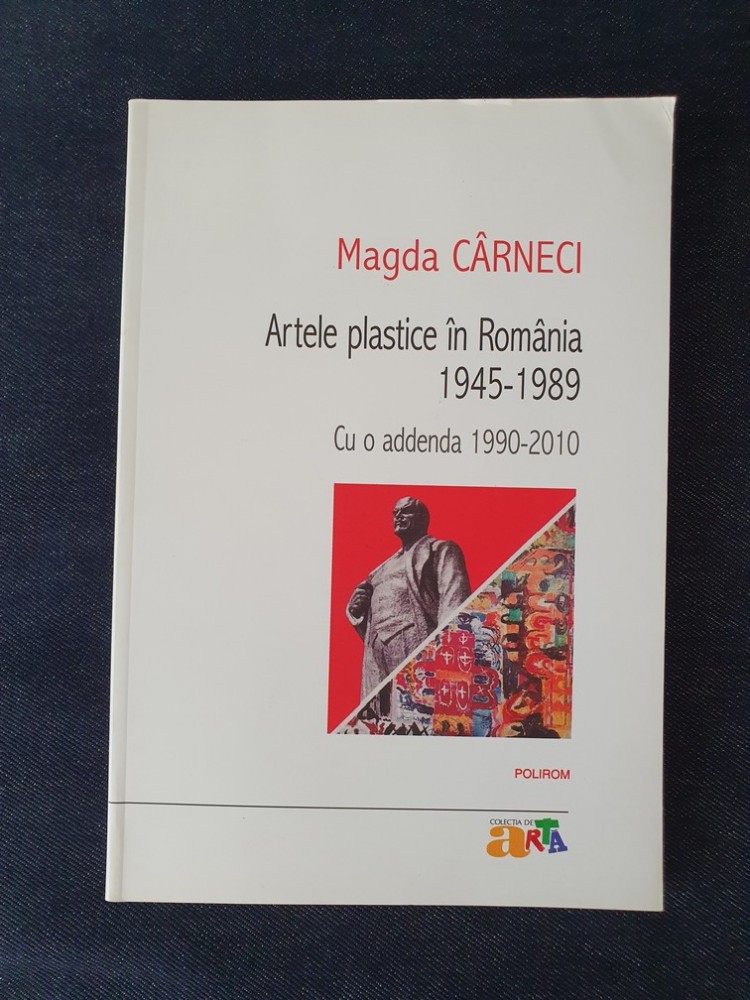 Magda CÂRNECI
Artele plastice în România
1945-1989
Cu o addenda 1990-2010
POLIROM
COLECȚIA DE
aRTA